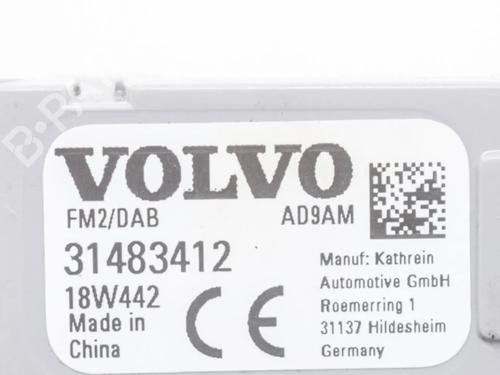 VOLVO
FM2/DAB AD9AM
31483412
18W442
Made in
China
CE
Manuf: Kathrein
Automotive GmbH
Roemerring 1
31137 Hildesheim
Germany